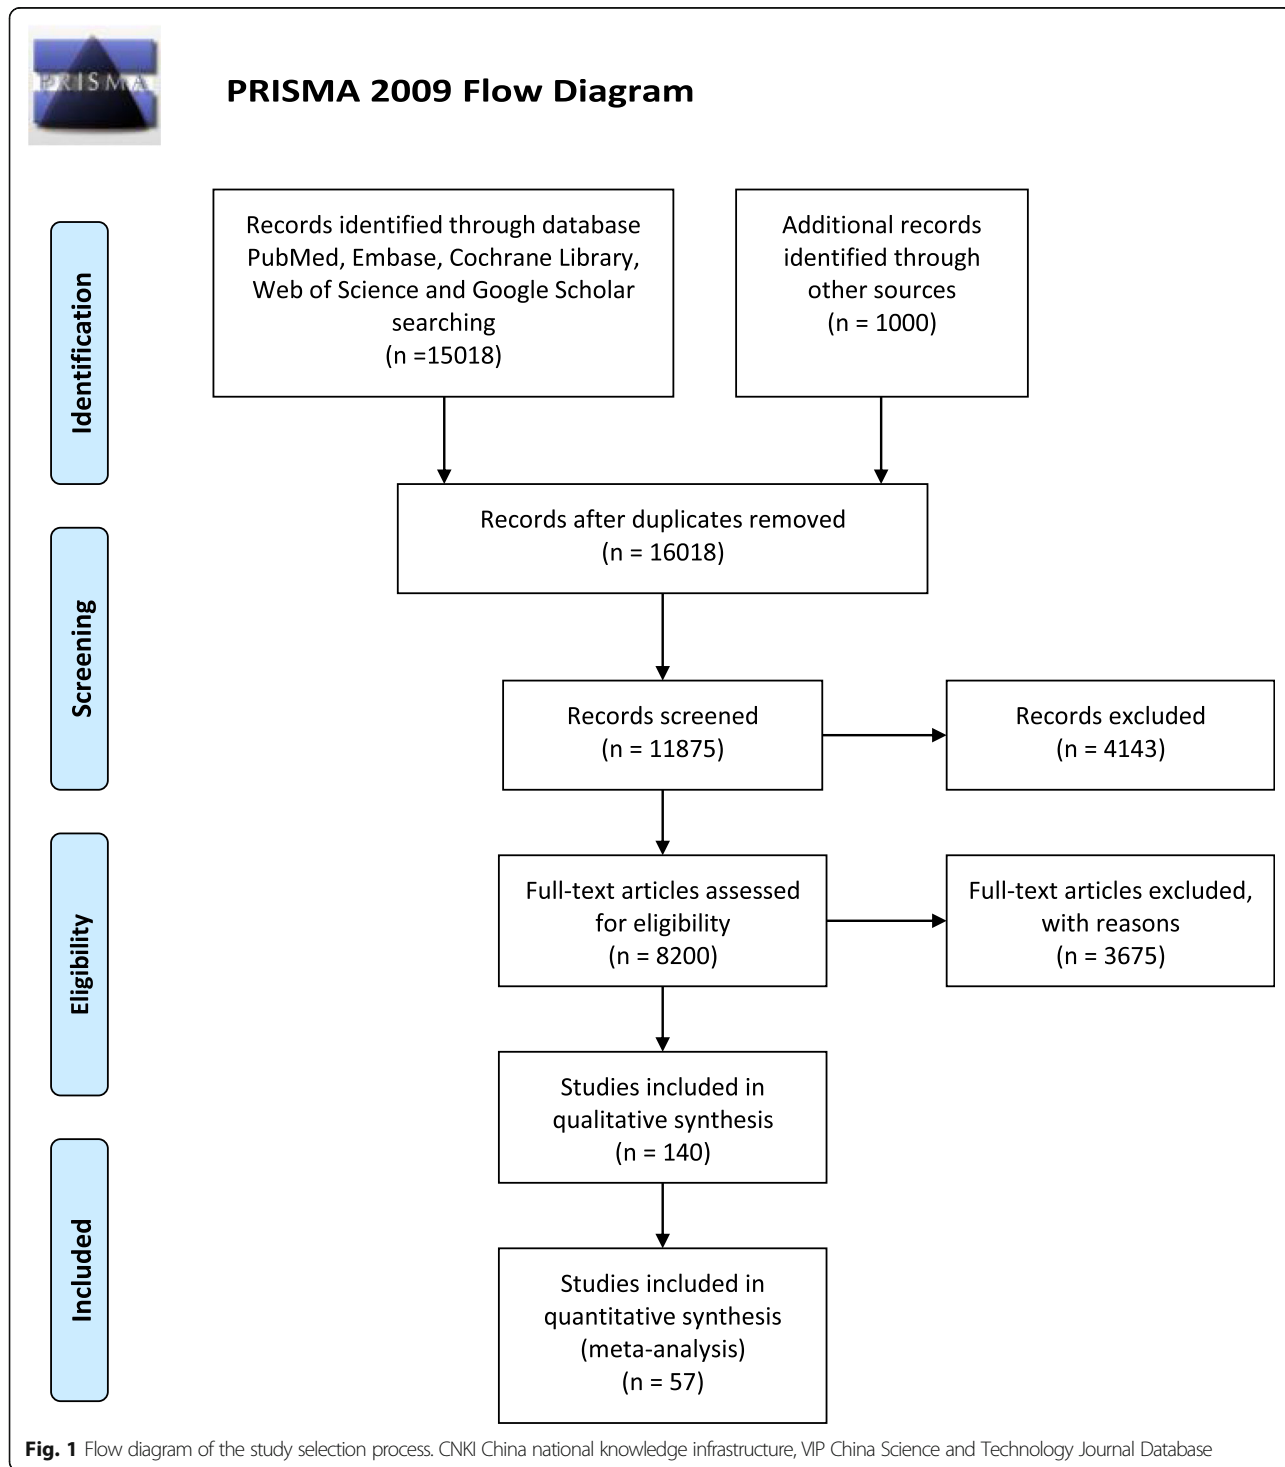 PRISMA
PRISMA 2009 Flow Diagram
Identification
Records identified through database
PubMed, Embase, Cochrane Library,
Web of Science and Google Scholar
searching
(n =15018)
Additional records
identified through
other sources
(n = 1000)
Records after duplicates removed
(n = 16018)
Screening
Records screened
(n = 11875)
Records excluded
(n = 4143)
Eligibility
Full-text articles assessed
for eligibility
(n = 8200)
Full-text articles excluded,
with reasons
(n = 3675)
Studies included in
qualitative synthesis
(n = 140)
Included
Studies included in
quantitative synthesis
(meta-analysis)
(n = 57)
Fig. 1 Flow diagram of the study selection process. CNKI China national knowledge infrastructure, VIP China Science and Technology Journal Database